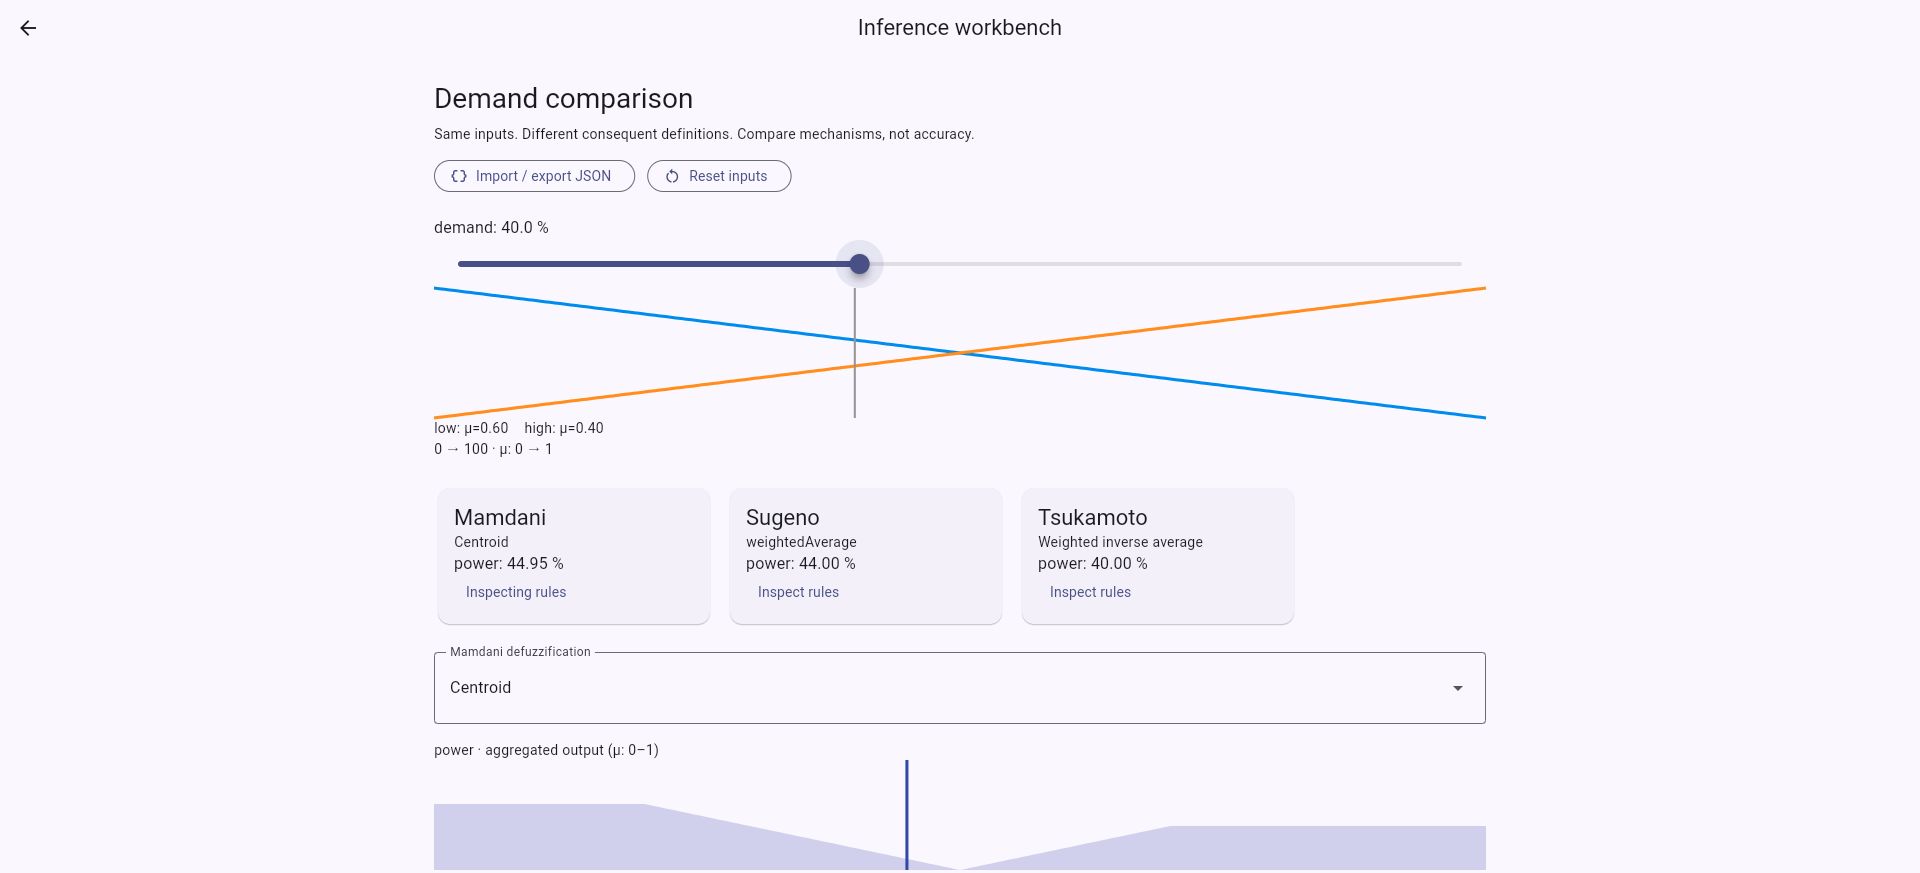 Inference workbench
Demand comparison
Same inputs. Different consequent definitions. Compare mechanisms, not accuracy.
Import / export JSON
Reset inputs
demand: 40.0 %
low: μ=0.60 high: μ=0.40
0 → 100 · μ: 0 → 1
Mamdani
Centroid
power: 44.95 %
Inspecting rules
Sugeno
weightedAverage
power: 44.00 %
Inspect rules
Tsukamoto
Weighted inverse average
power: 40.00 %
Inspect rules
Mamdani defuzzification
Centroid
power · aggregated output (μ: 0–1)